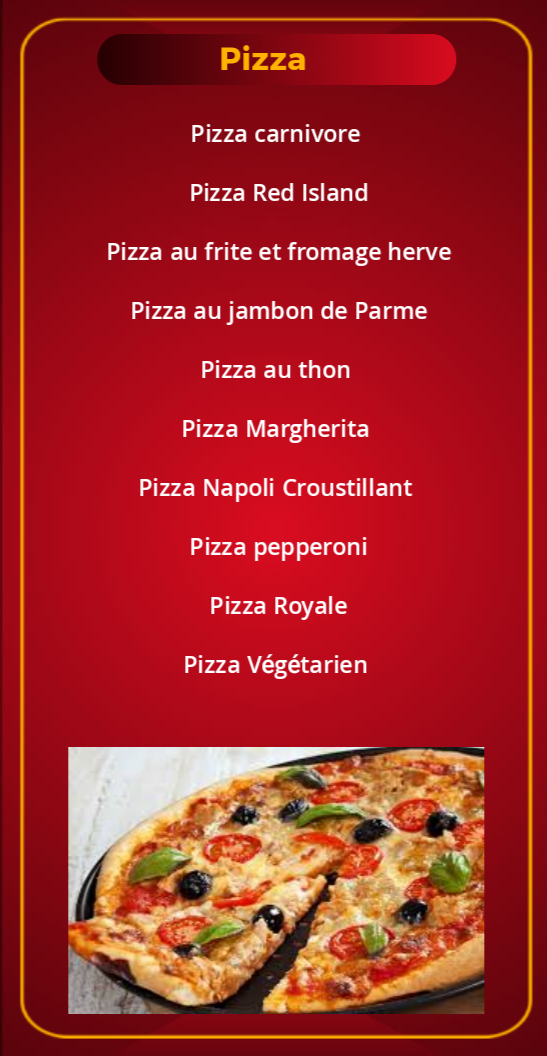 Pizza
Pizza carnivore
Pizza Red Island
Pizza au frite et fromage herve
Pizza au jambon de Parme
Pizza au thon
Pizza Margherita
Pizza Napoli Croustillant
Pizza pepperoni
Pizza Royale
Pizza Végétarien